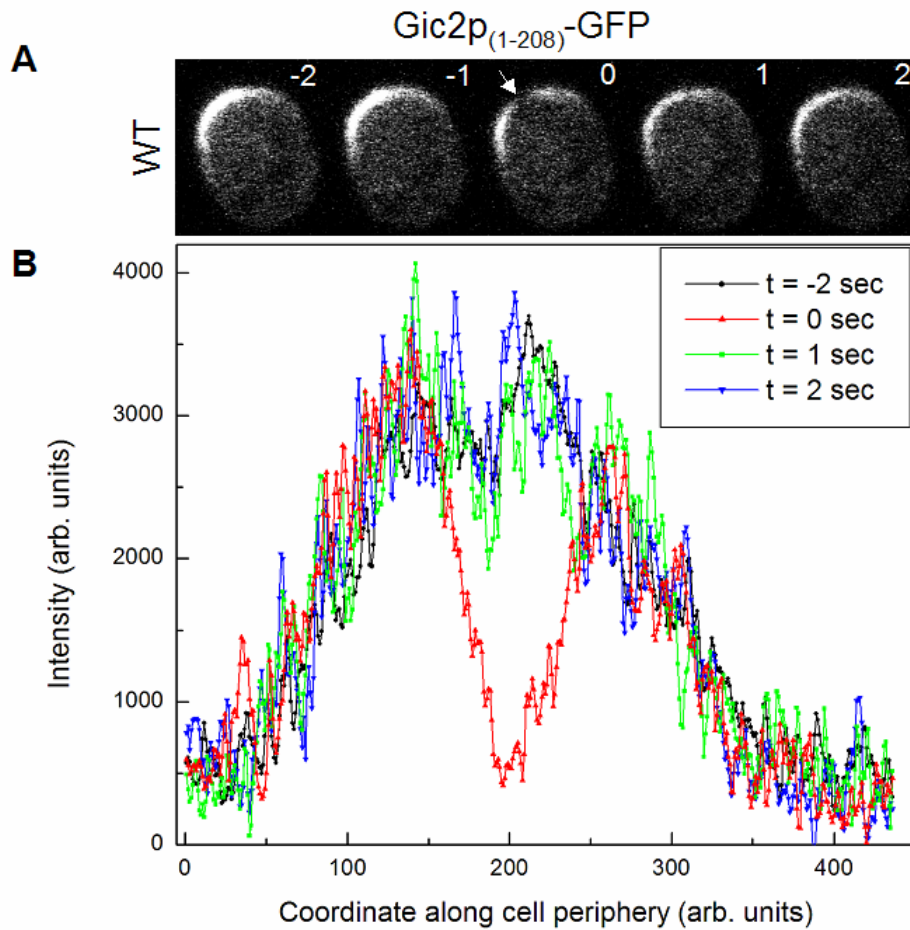 Gic2p(1-208)-GFP
A
WT
-2 -1 0 1 2
B
Intensity (arb. units)
4000
3000
2000
1000
0
t = -2 sec
t = 0 sec
t = 1 sec
t = 2 sec
0 100 200 300 400
Coordinate along cell periphery (arb. units)